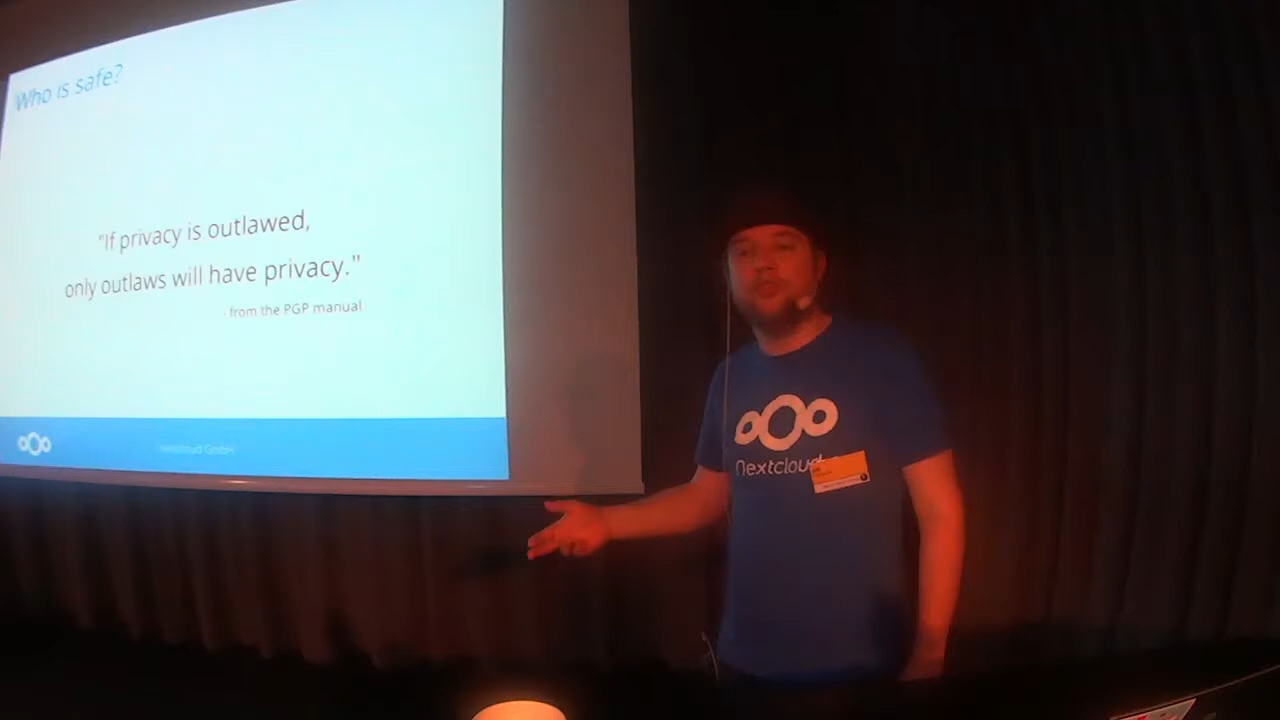 Who is safe?
"If privacy is outlawed,
only outlaws will have privacy."
- from the PGP manual
Nextcloud GmbH
nextcloud